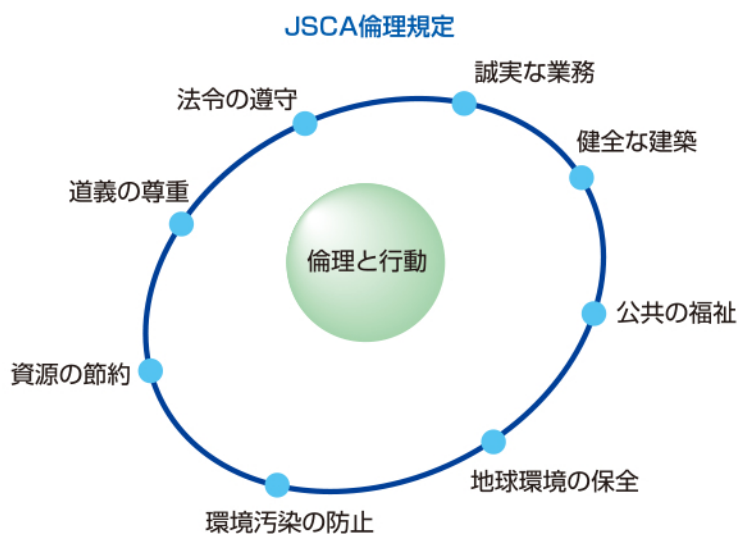 JSCA倫理規定
誠実な業務
法令の遵守
健全な建築
道義の尊重
倫理と行動
公共の福祉
資源の節約
地球環境の保全
環境汚染の防止